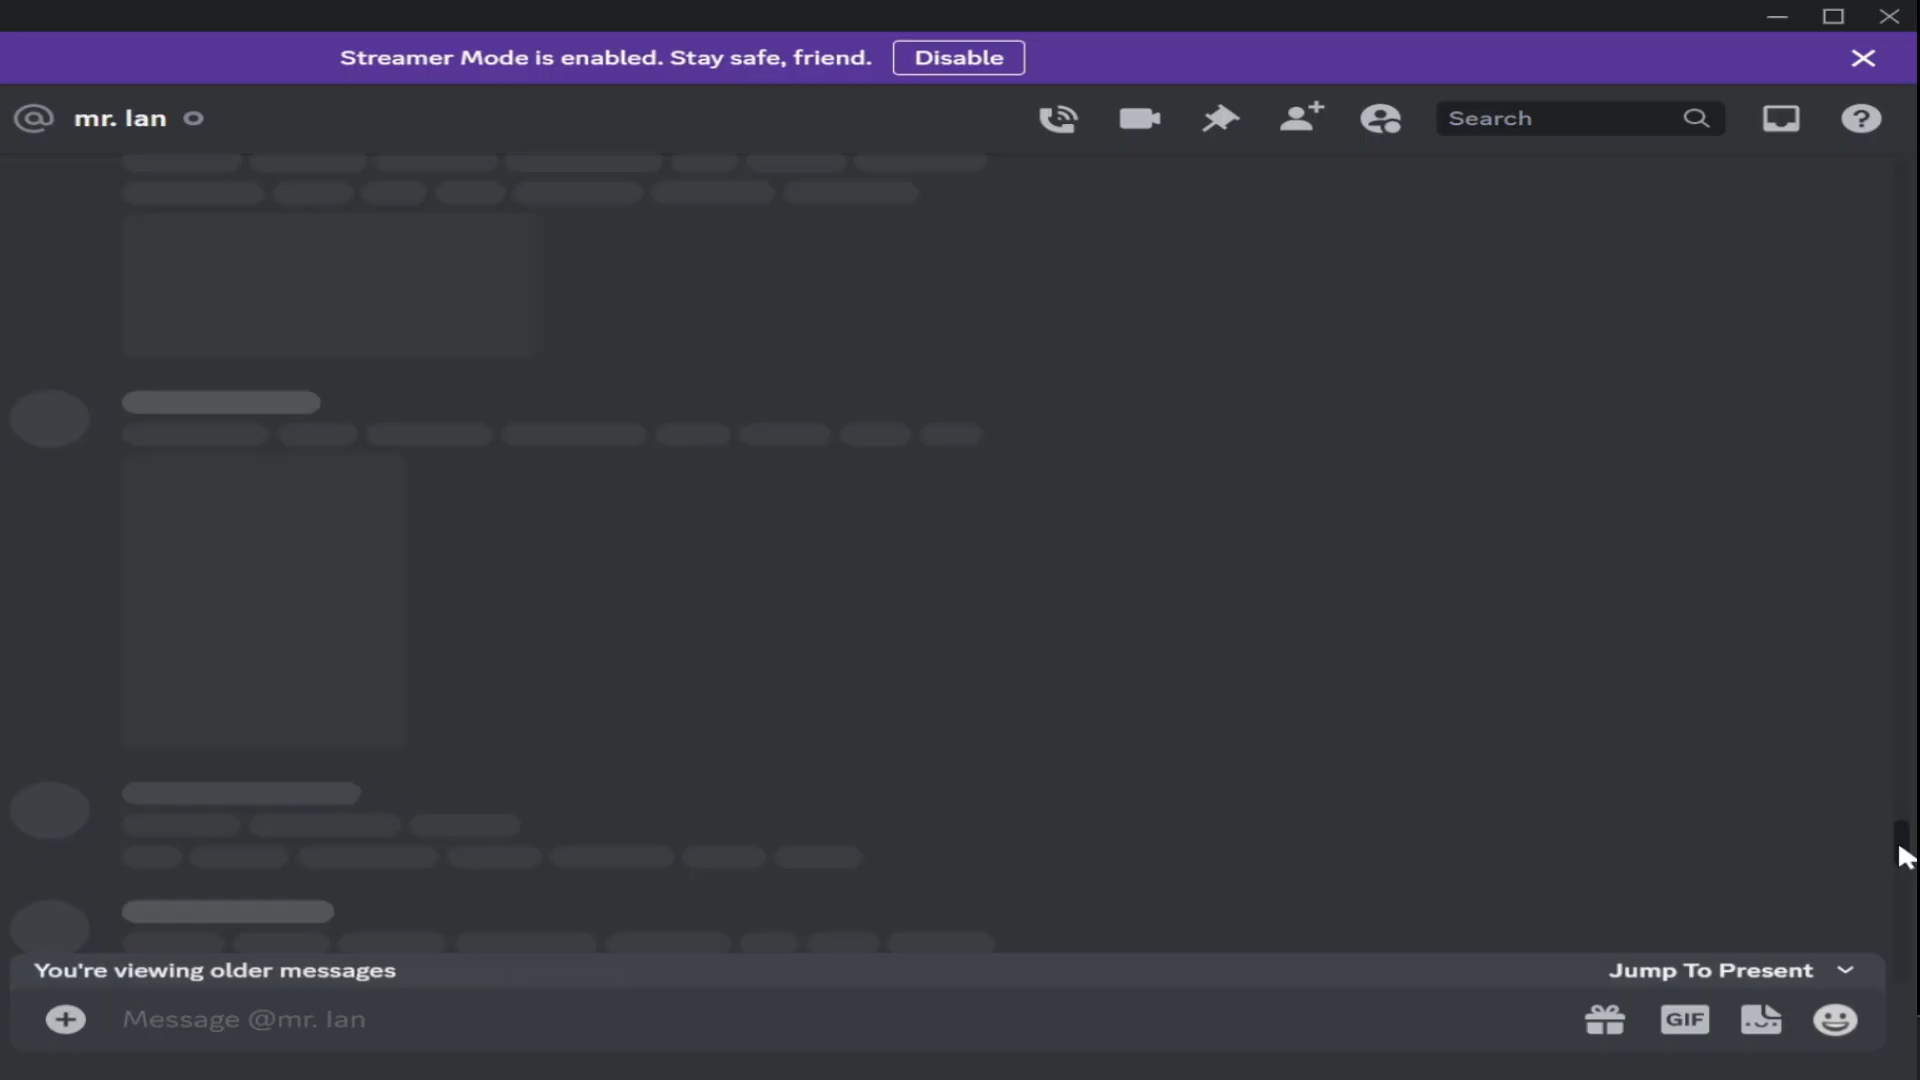 Streamer Mode is enabled. Stay safe, friend. Disable
mr. lan
Search
You're viewing older messages
Jump To Present
Message @mr. lan
GIF